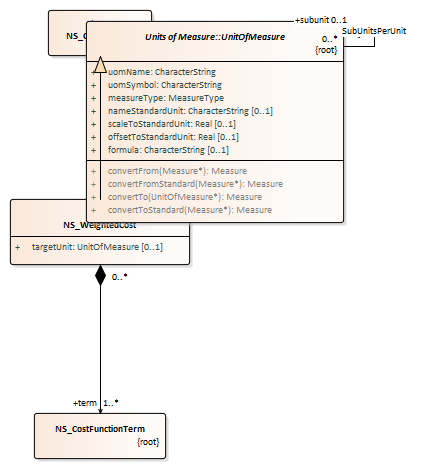 +subunit 0..1
SubUnitsPerUnit
Units of Measure::UnitOfMeasure
0..*
{root}
+ uomName: CharacterString
+ uomSymbol: CharacterString
+ measureType: MeasureType
+ nameStandardUnit: CharacterString [0..1]
+ scaleToStandardUnit: Real [0..1]
+ offsetToStandardUnit: Real [0..1]
+ formula: CharacterString [0..1]
+ convertFrom(Measure*): Measure
+ convertFromStandard(Measure*): Measure
+ convertTo(UnitOfMeasure*): Measure
+ convertToStandard(Measure*): Measure
NS_WeightedCost
+ targetUnit: UnitOfMeasure [0..1]
0..*
+term 1..*
NS_CostFunctionTerm
{root}